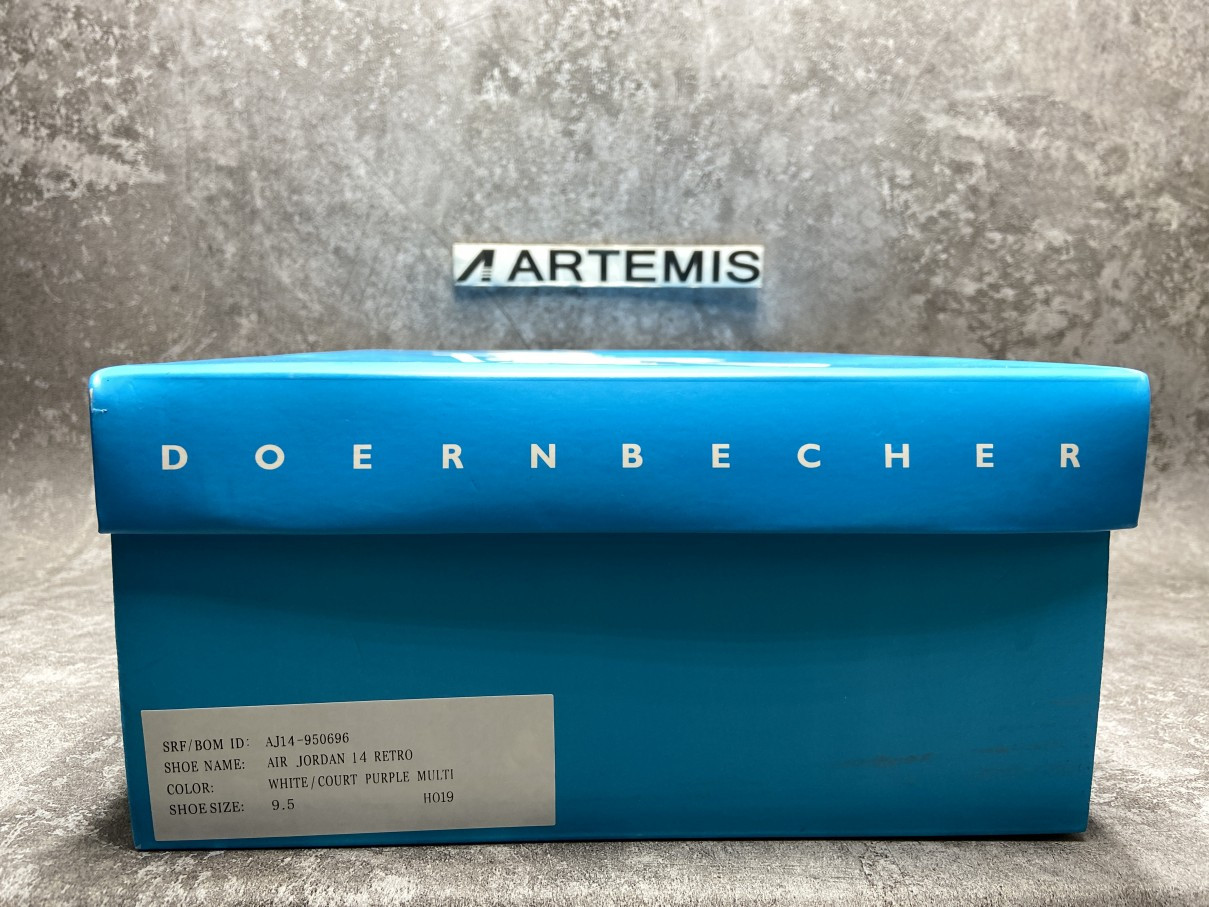 ARTEMIS
DOERNBECHER
SRF/BOM ID: AJ14-950696
SHOE NAME: AIR JORDAN 14 RETRO
COLOR: WHITE/COURT PURPLE MULTI
SHOE SIZE: 9.5 HO19